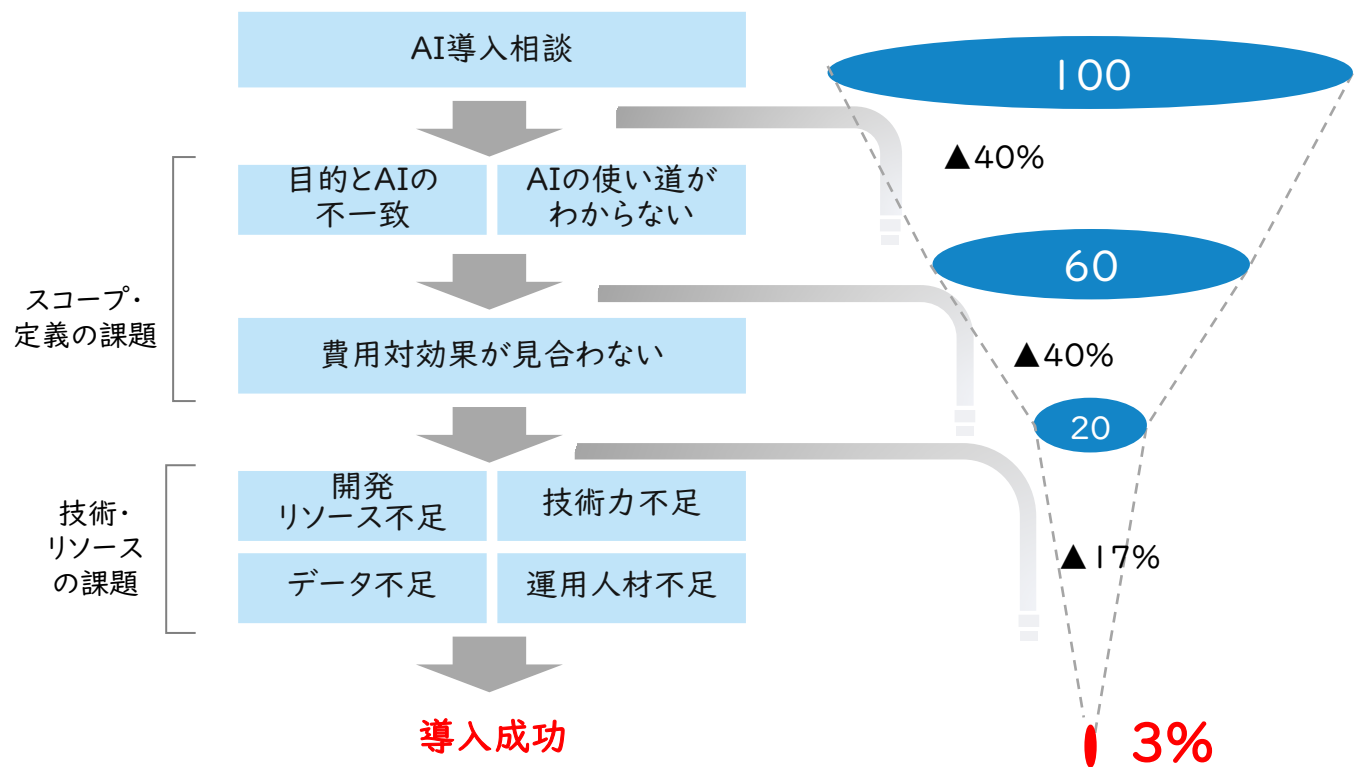 AI導入相談
100
▲40%
目的とAIの
不一致
AIの使い道が
わからない
60
スコープ・
定義の課題
費用対効果が見合わない
▲40%
20
技術・
リソース
の課題
開発
リソース不足
技術力不足
データ不足
運用人材不足
▲17%
導入成功
3%